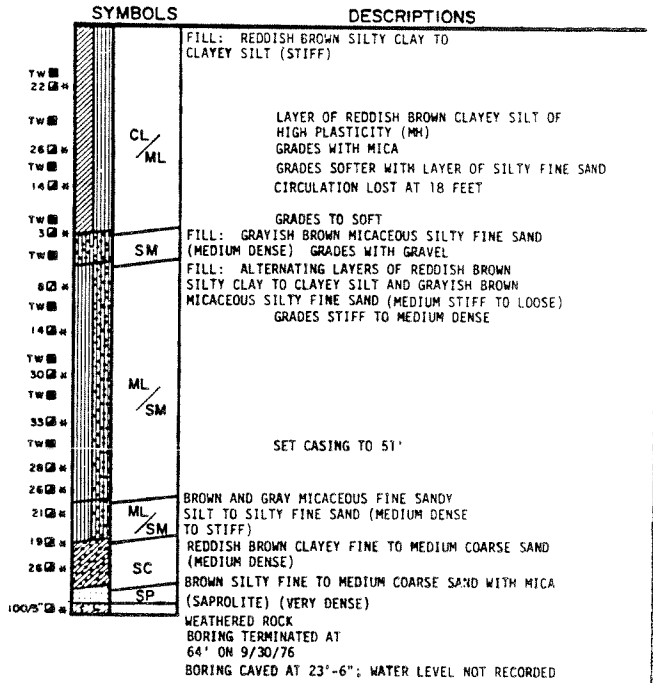 SYMBOLS DESCRIPTIONS
FILL: REDDISH BROWN SILTY CLAY TO
CLAYEY SILT (STIFF)
TW
22 *
TW
LAYER OF REDDISH BROWN CLAYEY SILT OF
HIGH PLASTICITY (MH)
CL/ML
26 *
GRADES WITH MICA
TW
GRADES SOFTER WITH LAYER OF SILTY FINE SAND
14 *
CIRCULATION LOST AT 18 FEET
TW
GRADES TO SOFT
3 *
FILL: GRAYISH BROWN MICACEOUS SILTY FINE SAND
SM
(MEDIUM DENSE) GRADES WITH GRAVEL
TW
FILL: ALTERNATING LAYERS OF REDDISH BROWN
8 *
SILTY CLAY TO CLAYEY SILT AND GRAYISH BROWN
MICACEOUS SILTY FINE SAND (MEDIUM STIFF TO LOOSE)
TW
GRADES STIFF TO MEDIUM DENSE
14 *
TW
30 *
TW
ML/SM
33 *
TW
SET CASING TO 51'
28 *
26 *
BROWN AND GRAY MICACEOUS FINE SANDY
21 *
ML/SM
SILT TO SILTY FINE SAND (MEDIUM DENSE
TO STIFF)
19 *
REDDISH BROWN CLAYEY FINE TO MEDIUM COARSE SAND
(MEDIUM DENSE)
26 *
SC
BROWN SILTY FINE TO MEDIUM COARSE SAND WITH MICA
SP
(SAPROLITE) (VERY DENSE)
100/5" *
WEATHERED ROCK
BORING TERMINATED AT
64' ON 9/30/76
BORING CAVED AT 23'-6"; WATER LEVEL NOT RECORDED